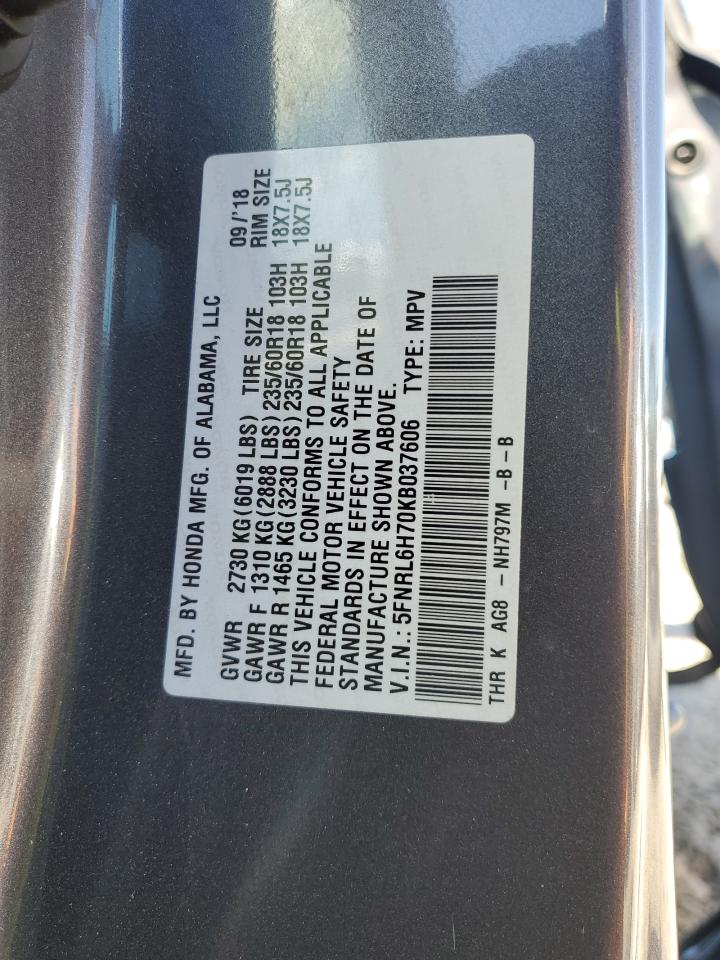 MFD. BY HONDA MFG. OF ALABAMA, LLC 09/'18
GVWR 2730 KG(6019 LBS) TIRE SIZE RIM SIZE
GAWR F 1310 KG(2888 LBS)235/60R18 103H 18X7.5J
GAWR R 1465 KG(3230 LBS)235/60R18 103H 18X7.5J
THIS VEHICLE CONFORMS TO ALL APPLICABLE
FEDERAL MOTOR VEHICLE SAFETY
STANDARDS IN EFFECT ON THE DATE OF
MANUFACTURE SHOWN ABOVE.
V.I.N.: 5FNRL6H70KB037606 TYPE: MPV
THR K AG8 - NH797M -B-B